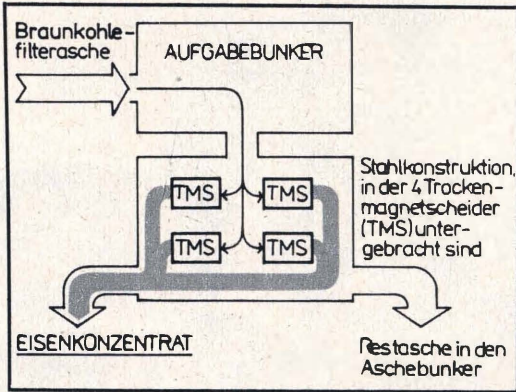 Braunkohle-
filterasche
AUFGABEBUNKER
Stahlkonstruktion,
in der 4 Trocken-
magnetscheider
(TMS) unter-
gebracht sind
TMS
TMS
TMS
TMS
EISENKONZENTRAT
Restasche in den
Aschebunker